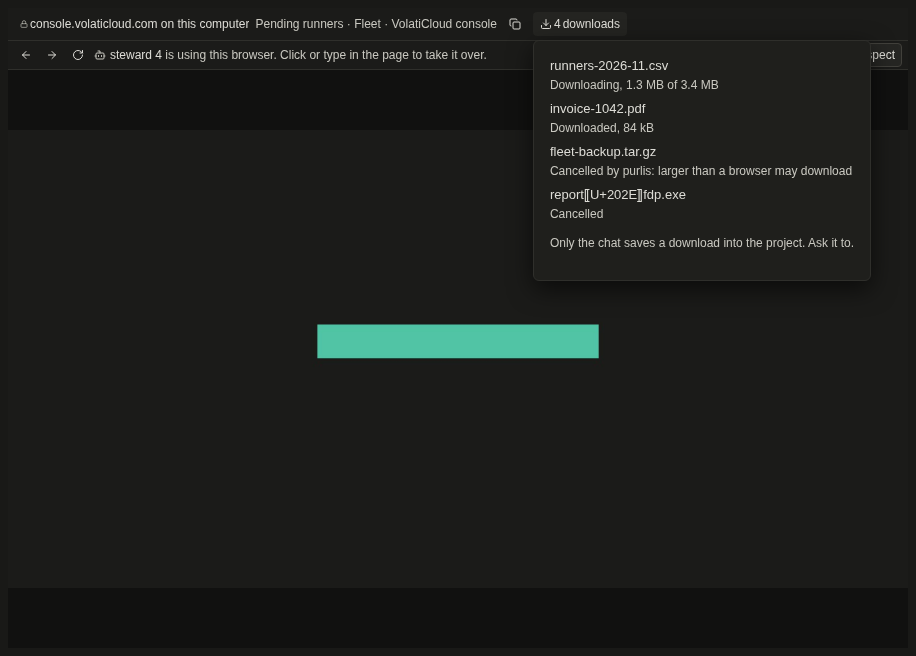 console.volaticloud.com on this computer Pending runners · Fleet · VolatiCloud console 4 downloads
steward 4 is using this browser. Click or type in the page to take it over.
spect
runners-2026-11.csv
Downloading, 1.3 MB of 3.4 MB
invoice-1042.pdf
Downloaded, 84 kB
fleet-backup.tar.gz
Cancelled by purlis: larger than a browser may download
report⟦U+202E⟧fdp.exe
Cancelled
Only the chat saves a download into the project. Ask it to.